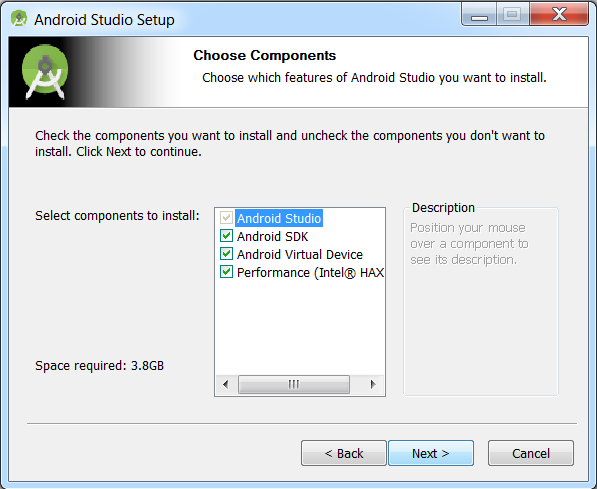 Android Studio Setup
Choose Components
Choose which features of Android Studio you want to install.
Check the components you want to install and uncheck the components you don't want to
install. Click Next to continue.
Select components to install:
Android Studio
Android SDK
Android Virtual Device
Performance (Intel® HAX
Description
Position your mouse
over a component to
see its description.
Space required: 3.8GB
< Back
Next >
Cancel